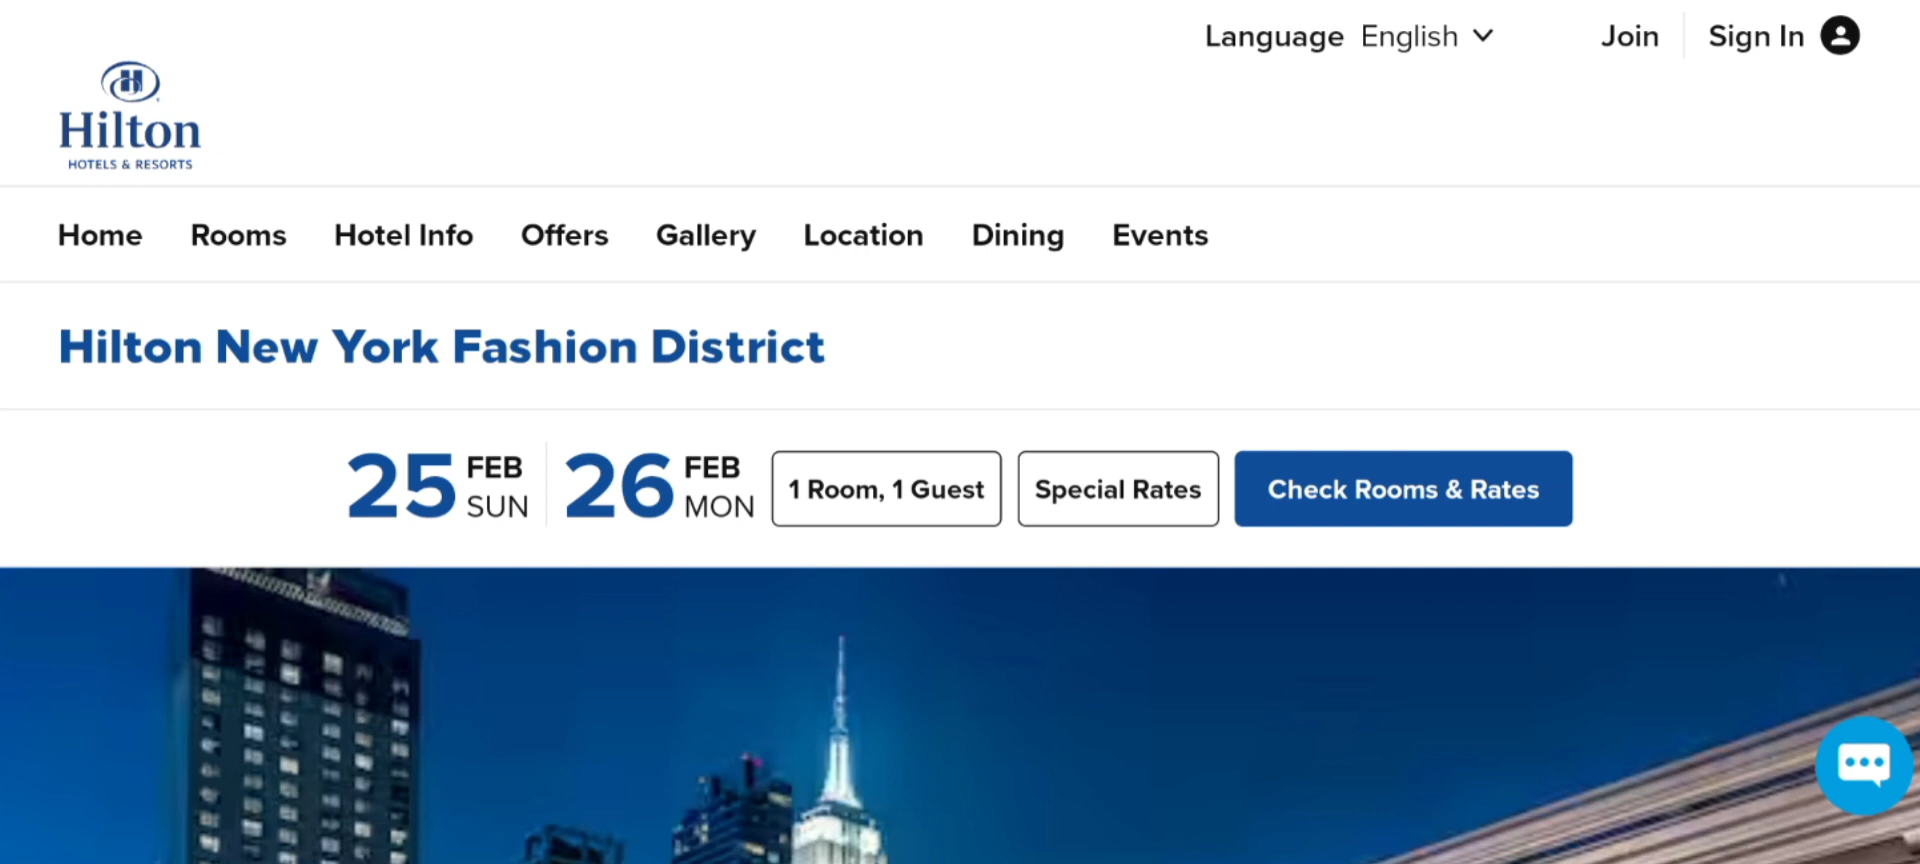 Language English
Join
Sign In
H
Hilton
HOTELS & RESORTS
Home Rooms Hotel Info Offers Gallery Location Dining Events
Hilton New York Fashion District
25 FEB SUN
26 FEB MON
1 Room, 1 Guest
Special Rates
Check Rooms & Rates